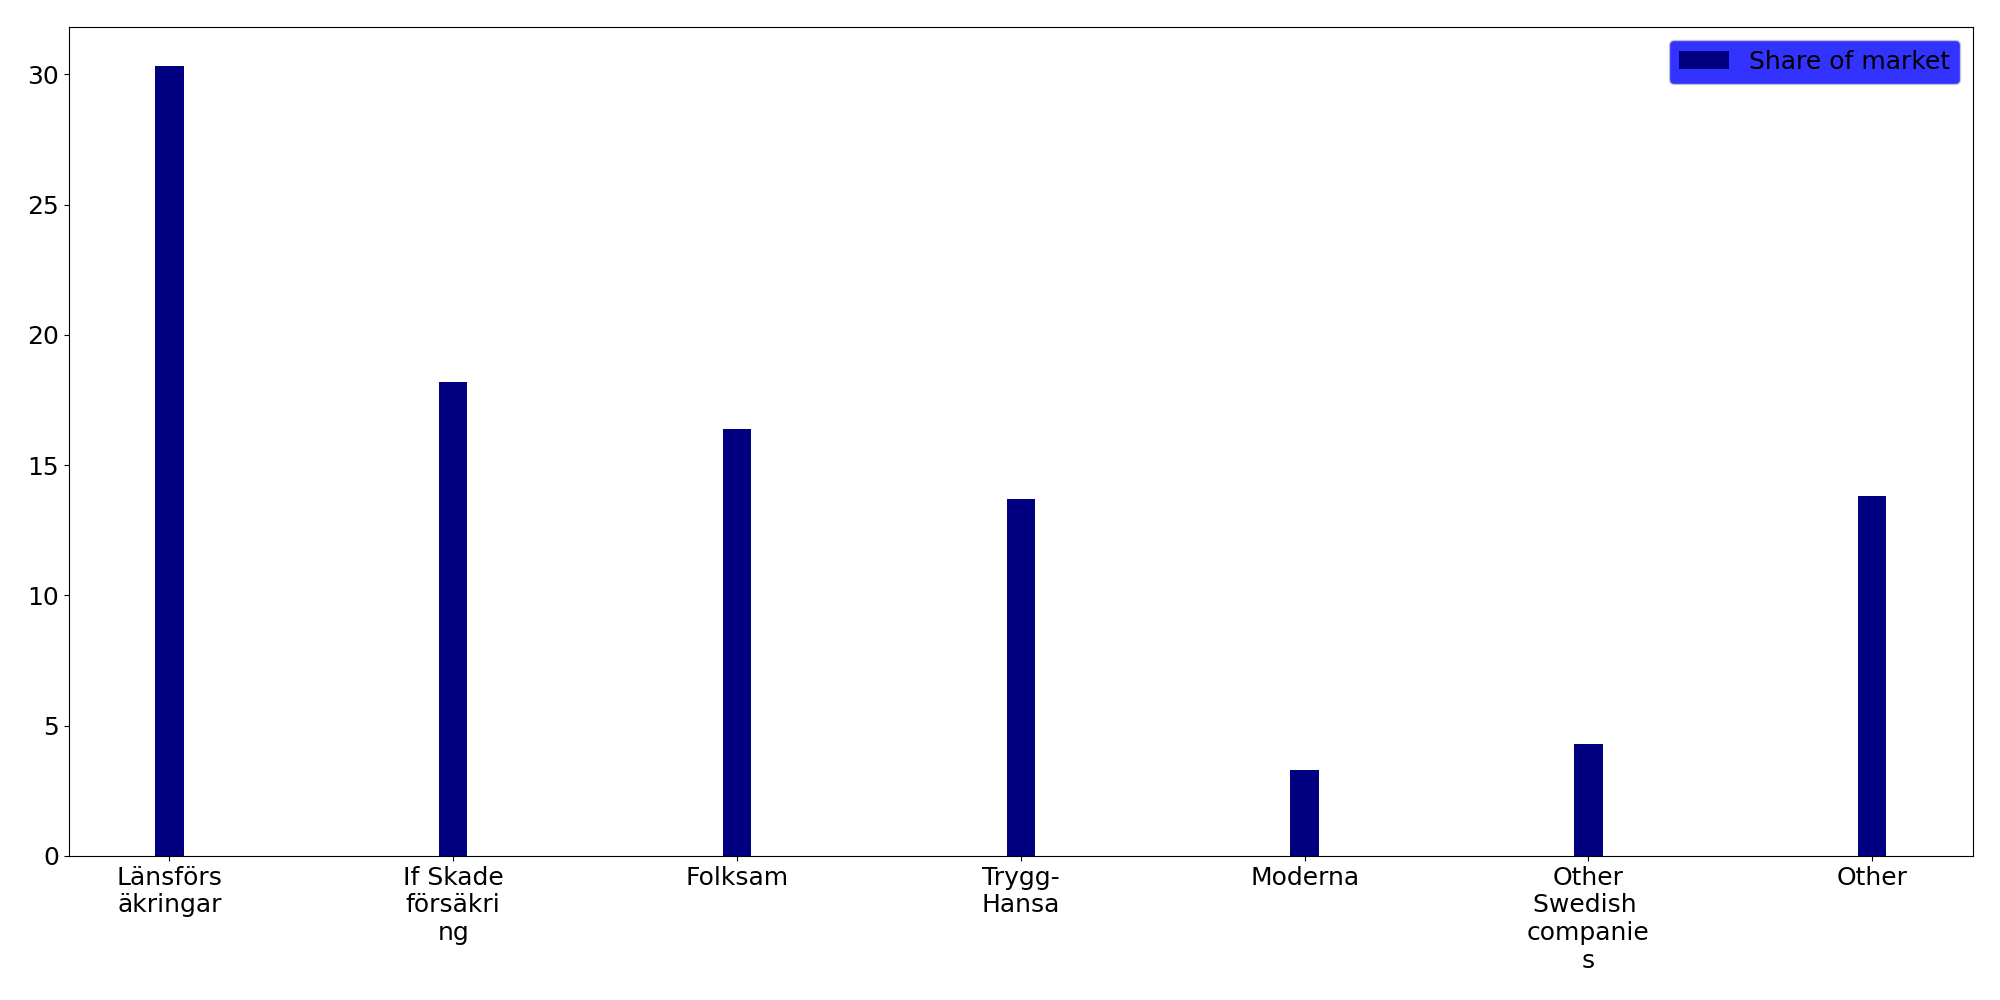 Share of market
30
25
20
15
10
5
0
Länsförs
äkringar
If Skade
försäkri
ng
Folksam
Trygg-
Hansa
Moderna
Other
Swedish
companie
s
Other